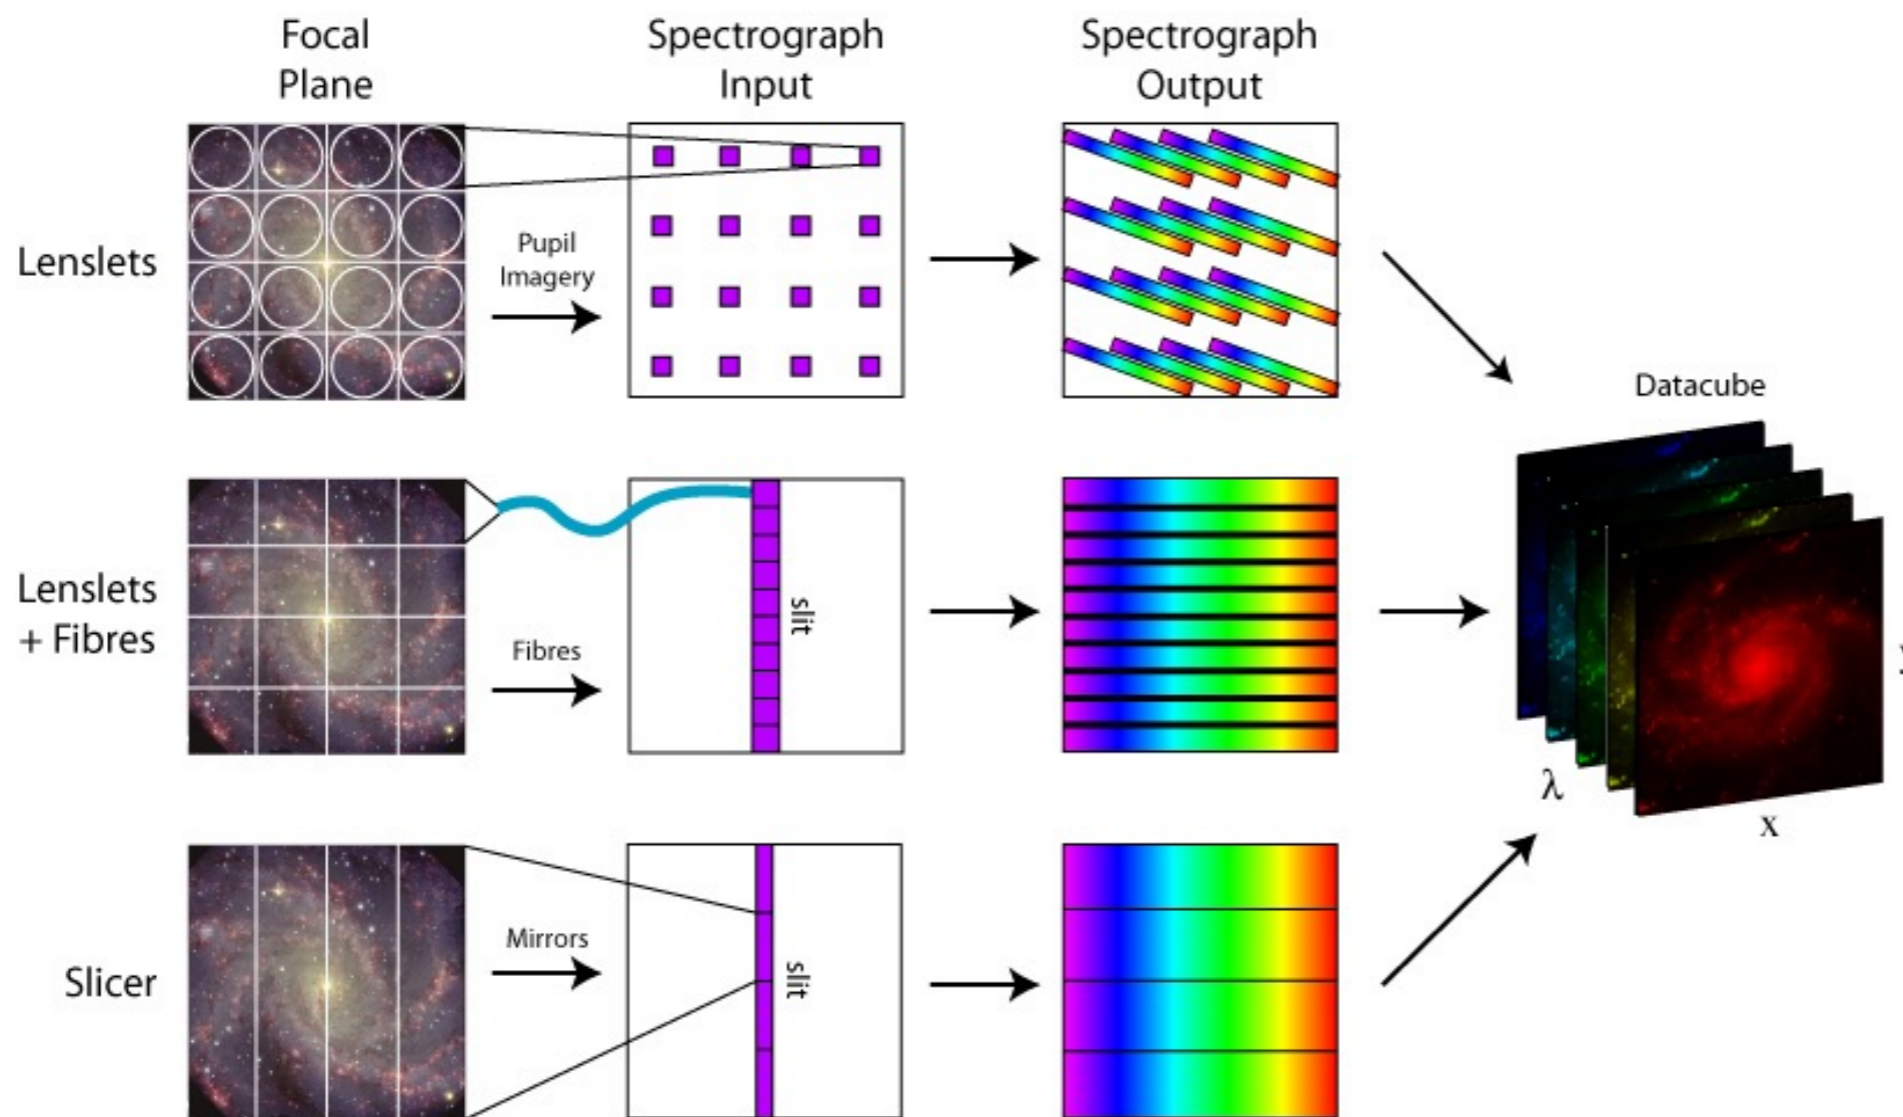 Focal
Plane
Spectrograph
Input
Spectrograph
Output
Lenslets
Pupil
Imagery
Datacube
Lenslets
+ Fibres
Fibres
slit
λ
x
Slicer
Mirrors
slit